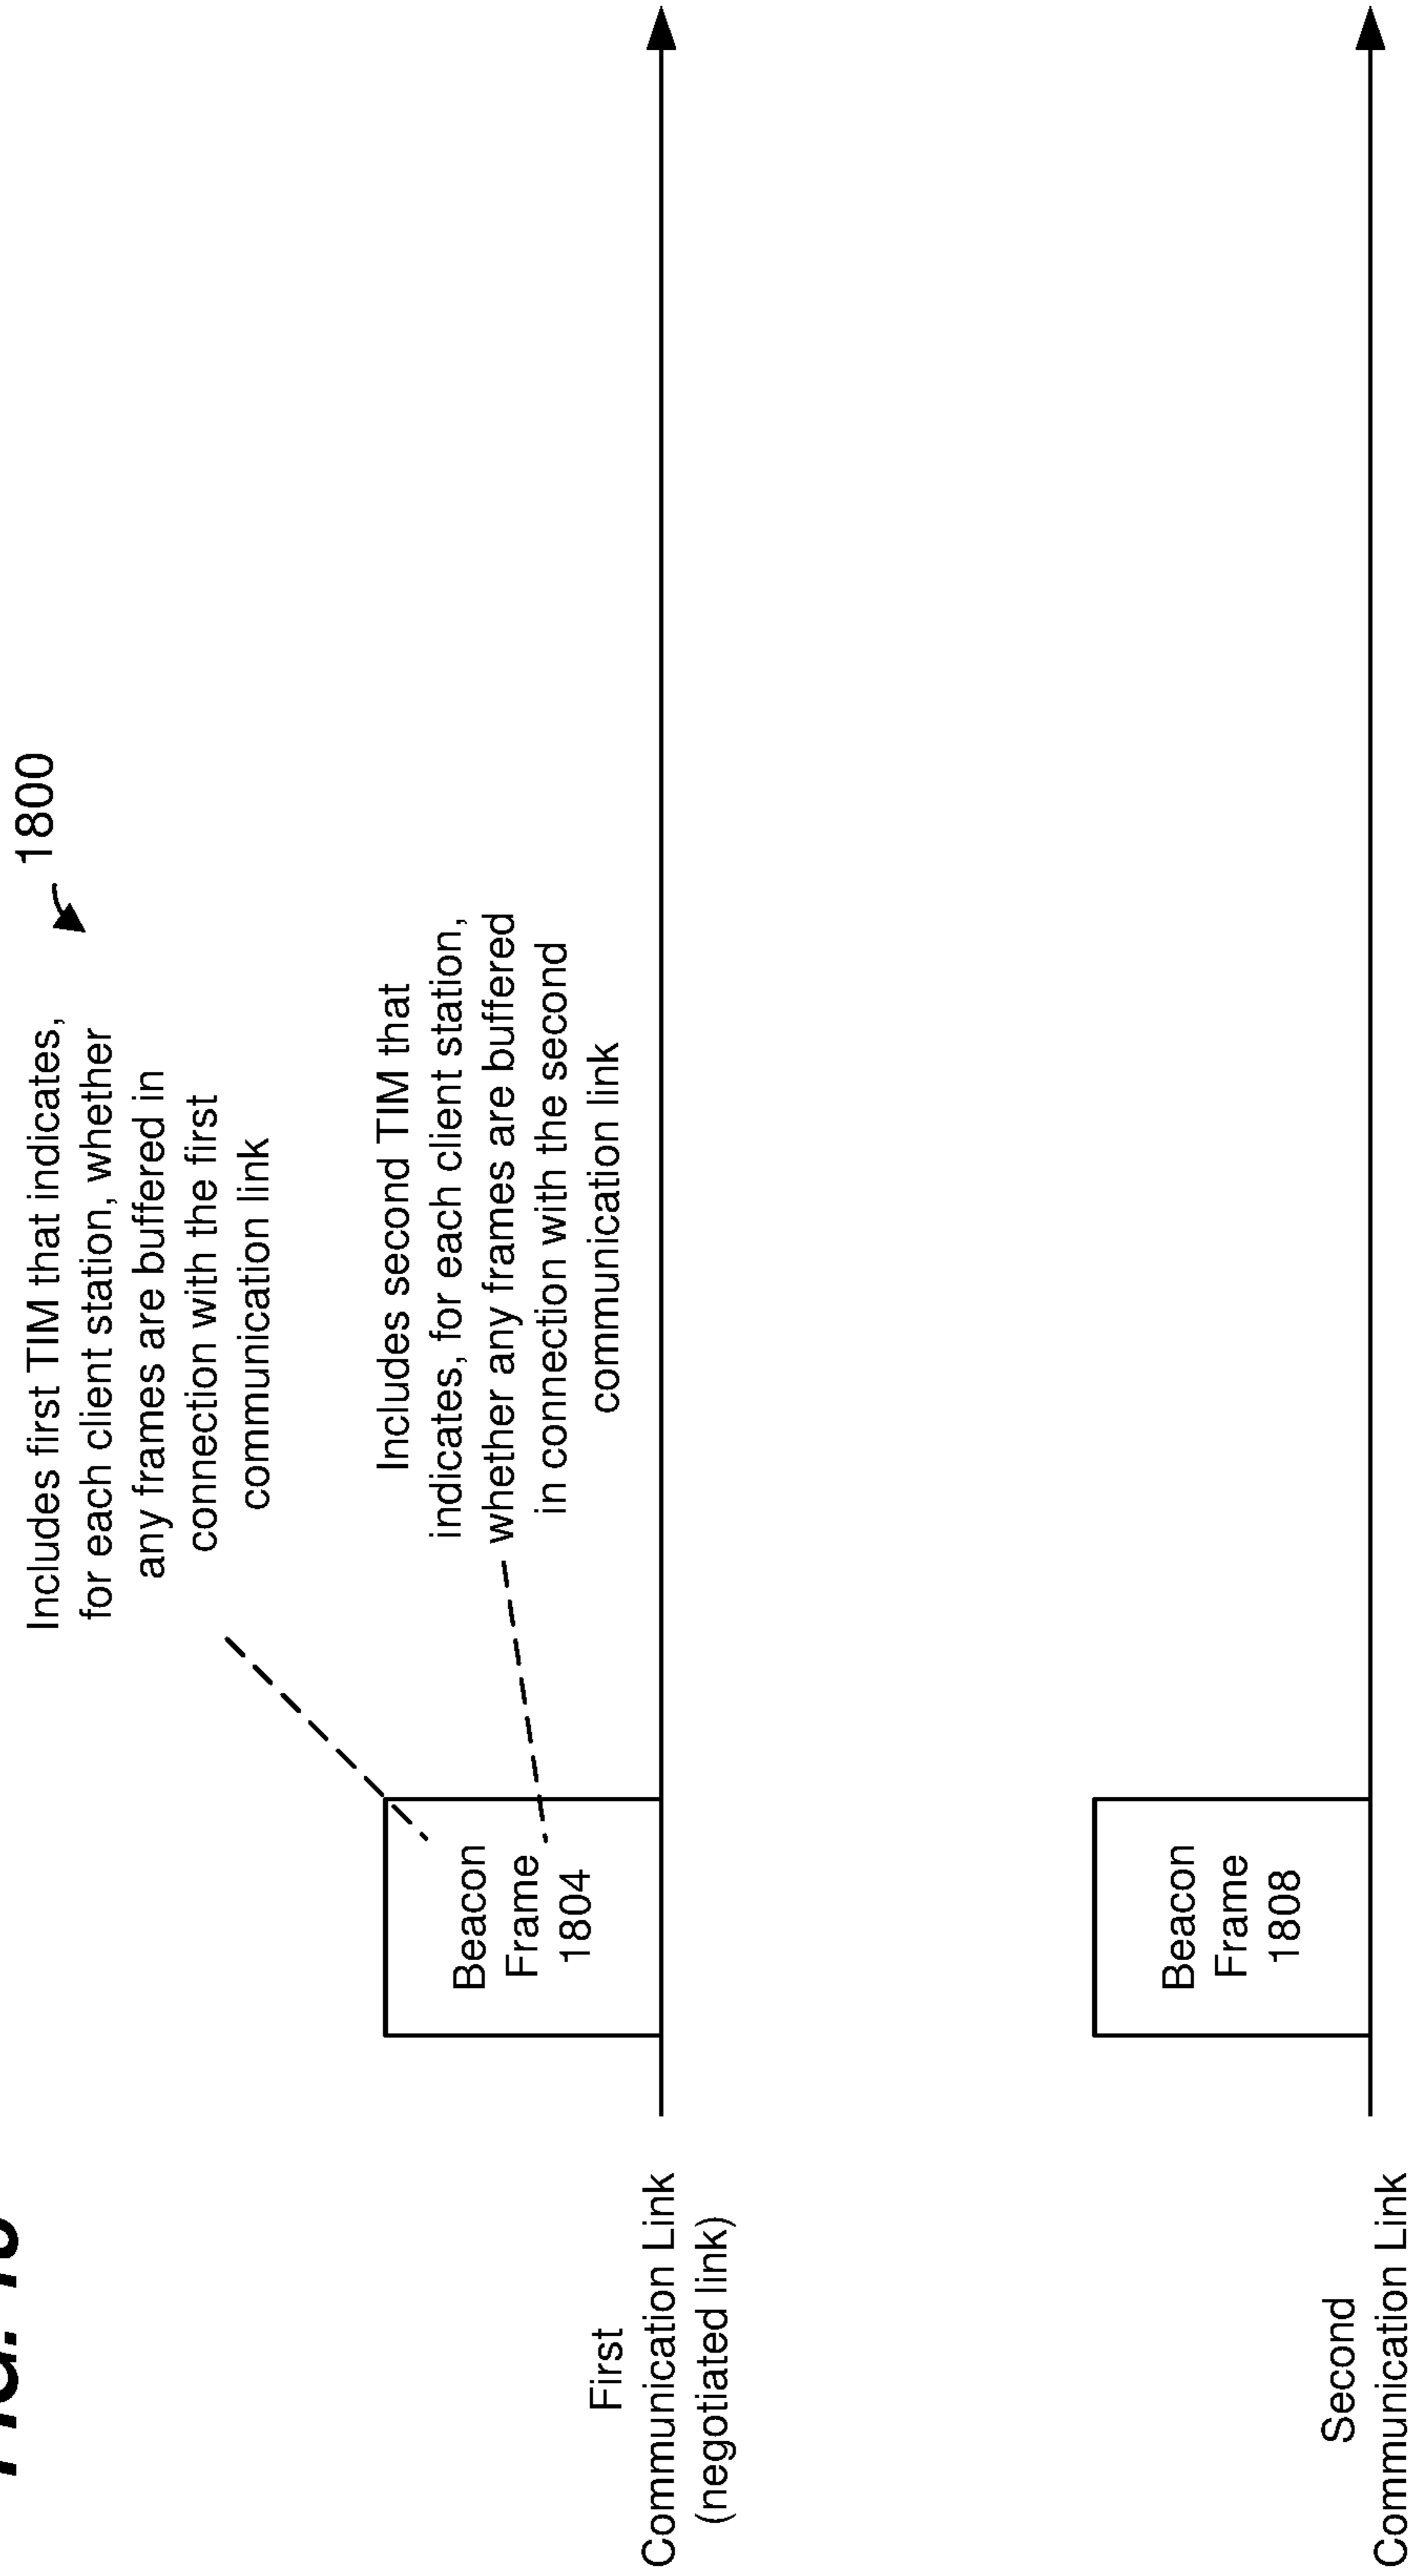 1800
Includes first TIM that indicates,
for each client station, whether
any frames are buffered in
connection with the first
communication link
Includes second TIM that
indicates, for each client station,
whether any frames are buffered
in connection with the second
communication link
Beacon
Frame
1804
First
Communication Link
(negotiated link)
Beacon
Frame
1808
Second
Communication Link